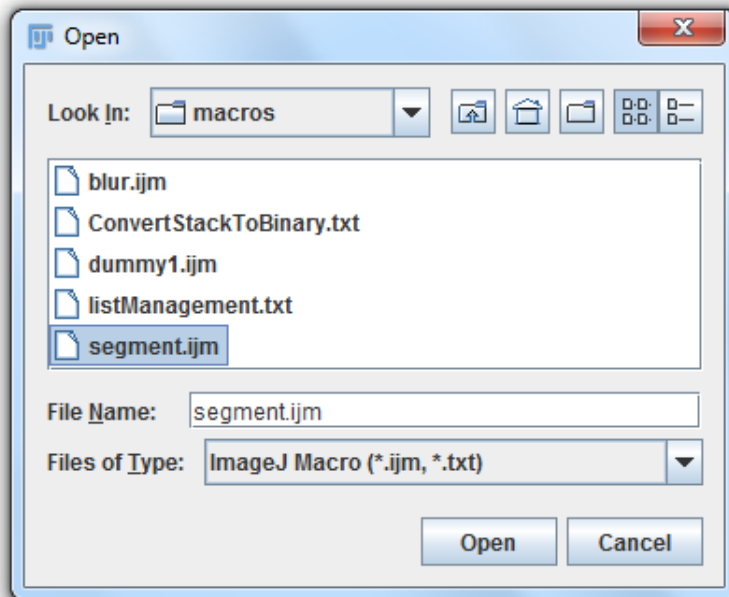 Open
Look In: macros
blur.ijm
ConvertStackToBinary.txt
dummy1.ijm
listManagement.txt
segment.ijm
File Name: segment.ijm
Files of Type: ImageJ Macro (*.ijm, *.txt)
Open Cancel